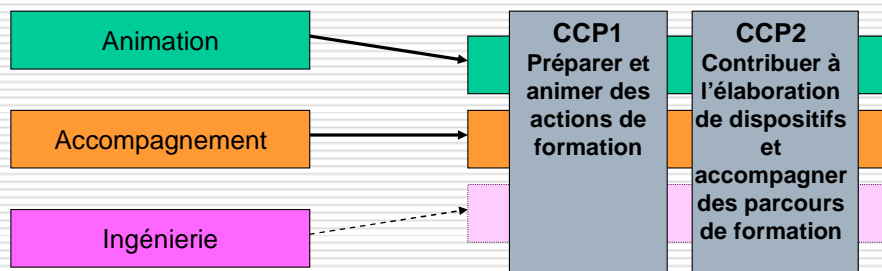 Animation
Accompagnement
Ingénierie
CCP1
Préparer et
animer des
actions de
formation
CCP2
Contribuer à
l'élaboration
de dispositifs
et
accompagner
des parcours
de formation